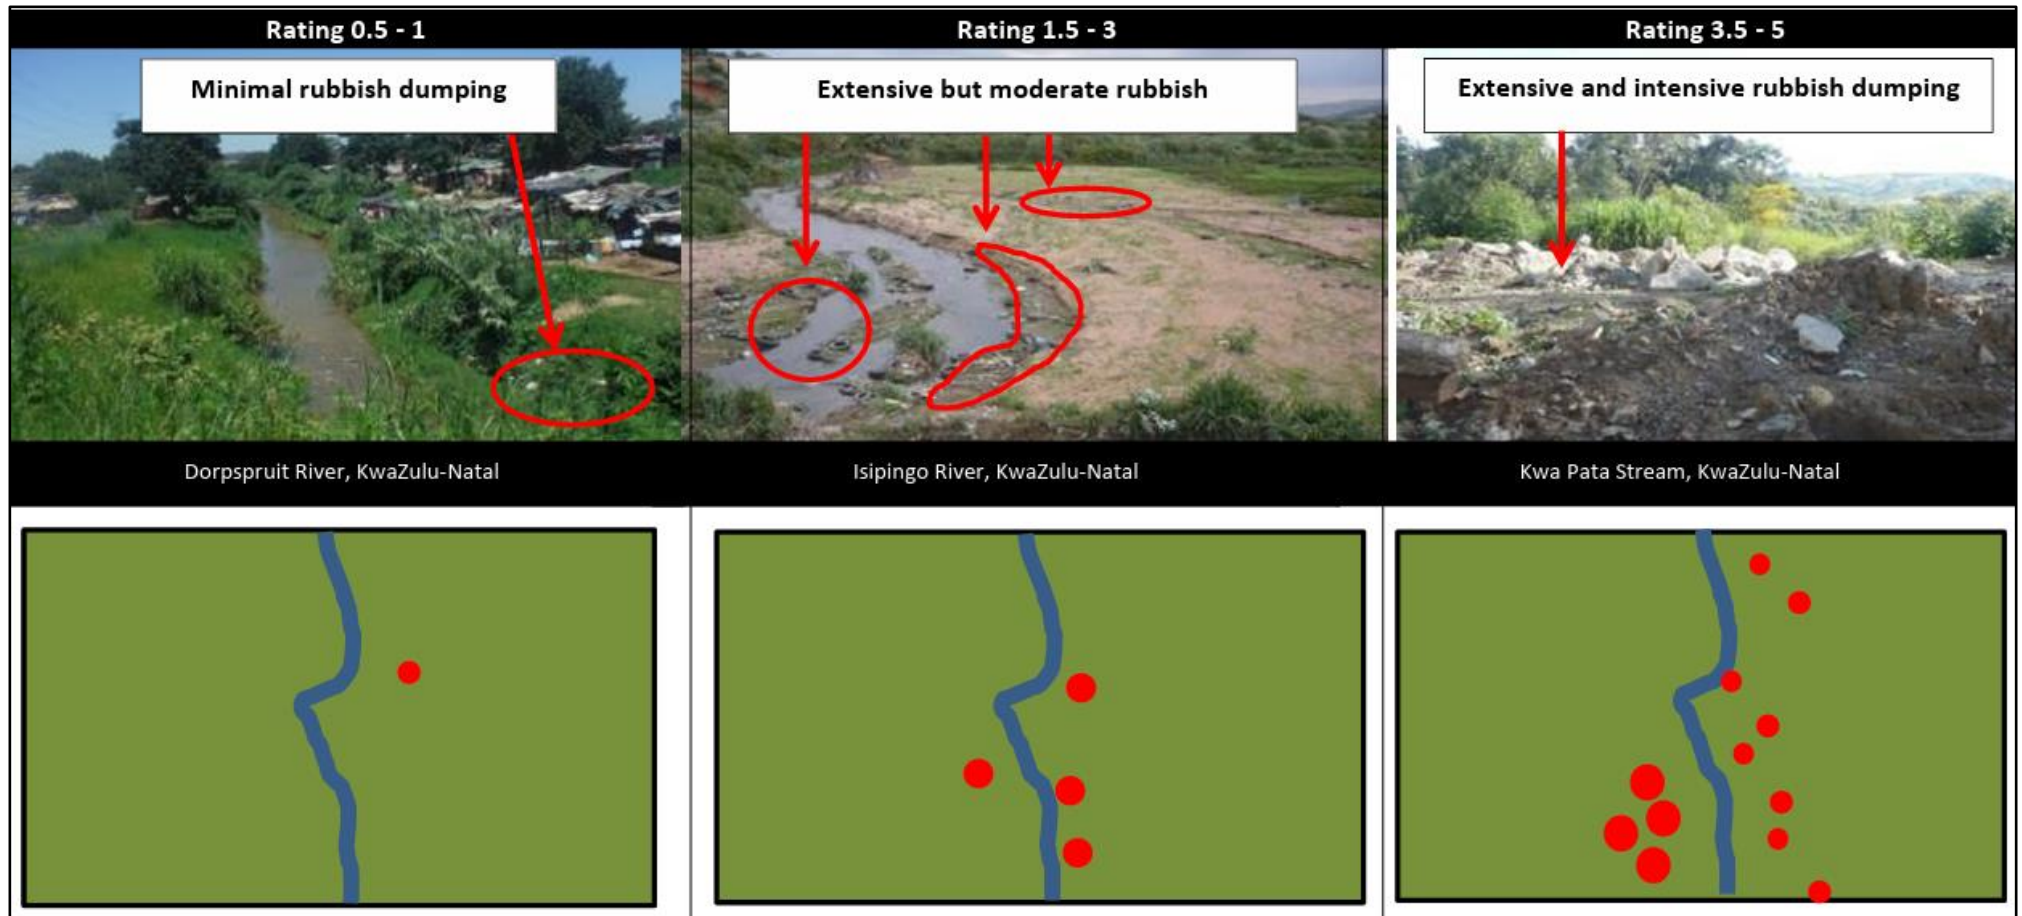 Rating 0.5 - 1
Rating 1.5 - 3
Rating 3.5 - 5
Minimal rubbish dumping
Extensive but moderate rubbish
Extensive and intensive rubbish dumping
Dorpspruit River, KwaZulu-Natal
Isipingo River, KwaZulu-Natal
Kwa Pata Stream, KwaZulu-Natal